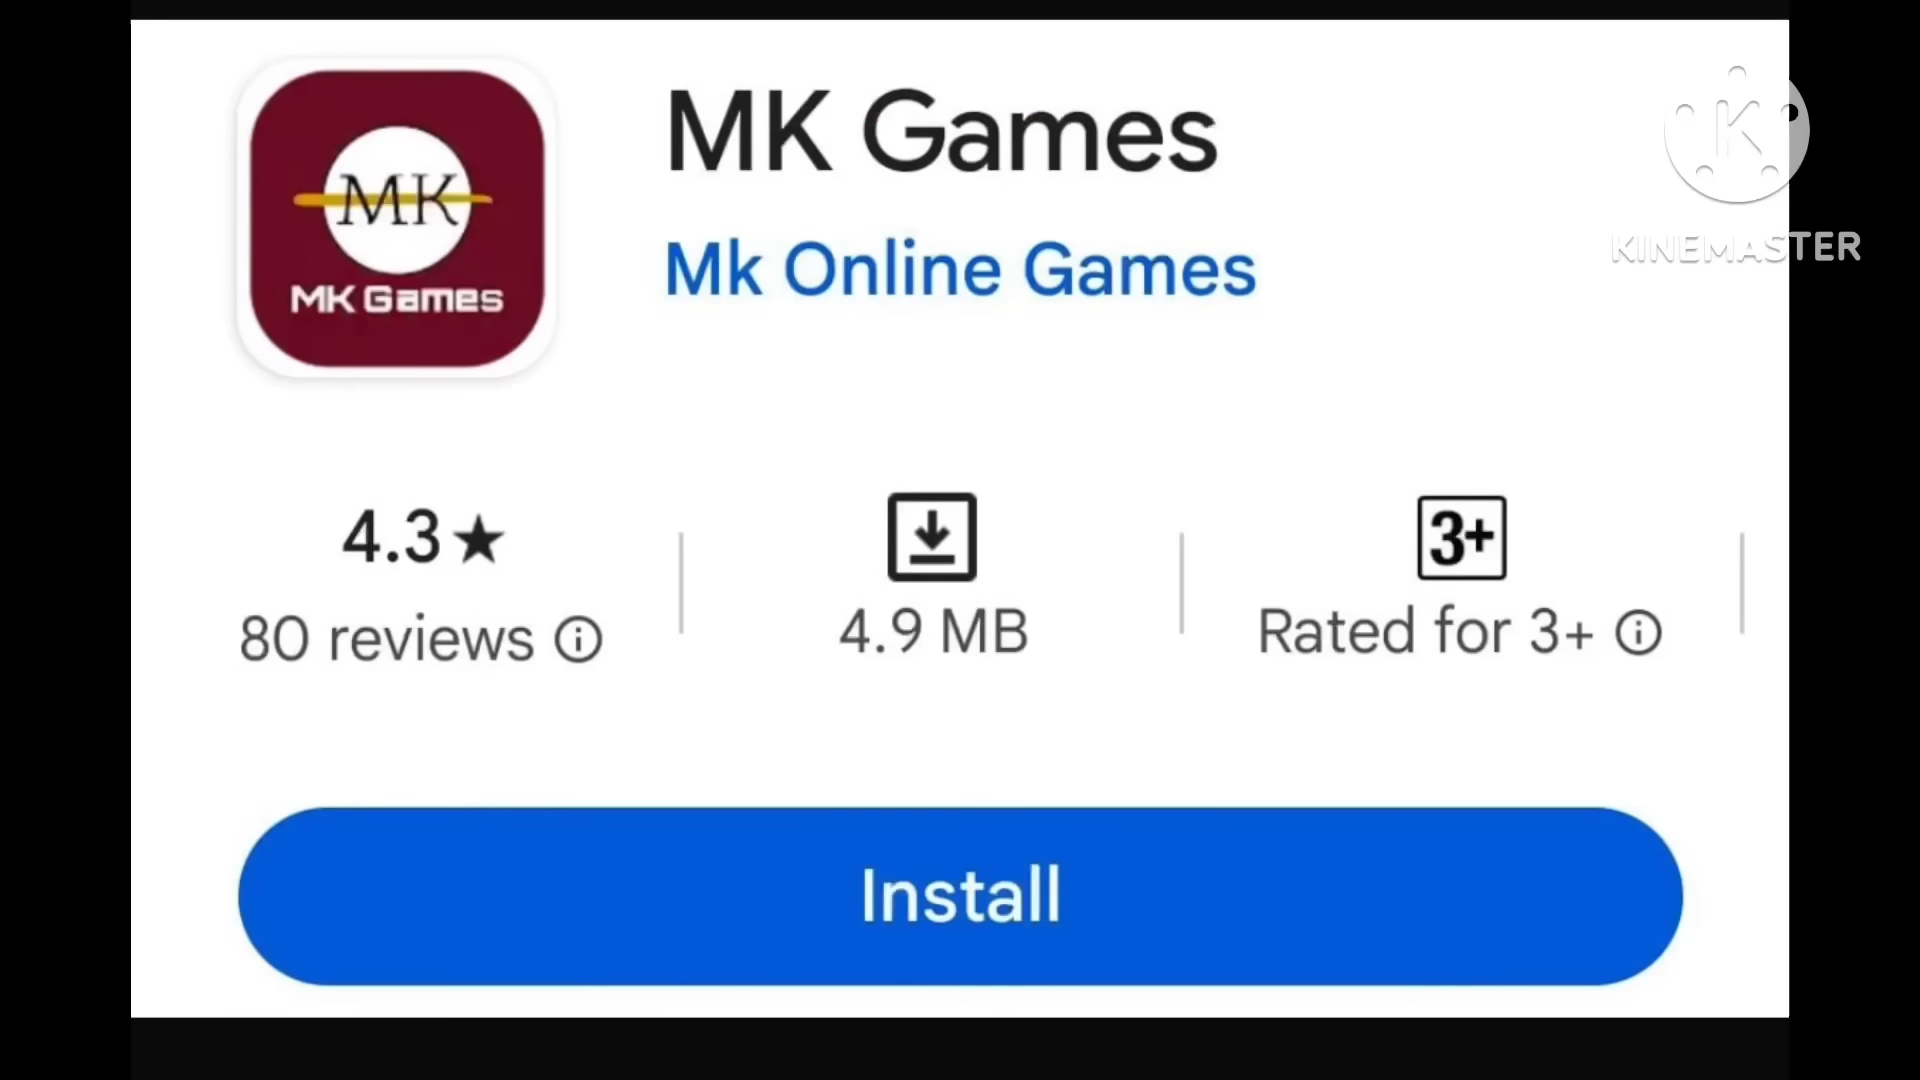 MK
MK Games
MK Games
Mk Online Games
K
KINEMASTER
4.3★
80 reviews
4.9 MB
3+
Rated for 3+
Install